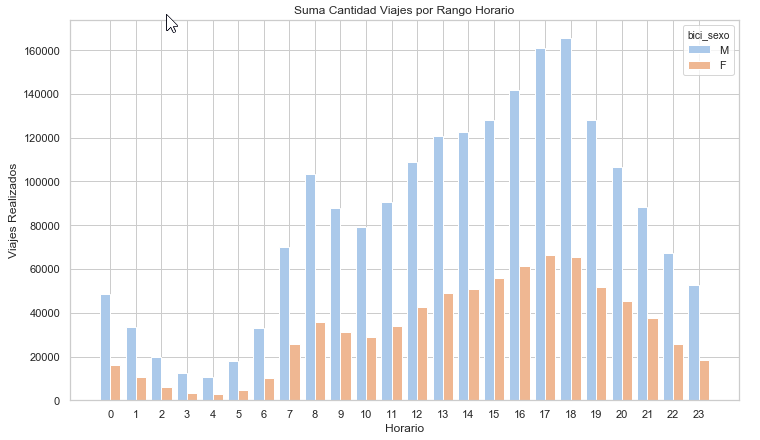 Suma Cantidad Viajes por Rango Horario
bici_sexo
M
F
160000
140000
120000
100000
80000
60000
40000
20000
0
Viajes Realizados
0 1 2 3 4 5 6 7 8 9 10 11 12 13 14 15 16 17 18 19 20 21 22 23
Horario